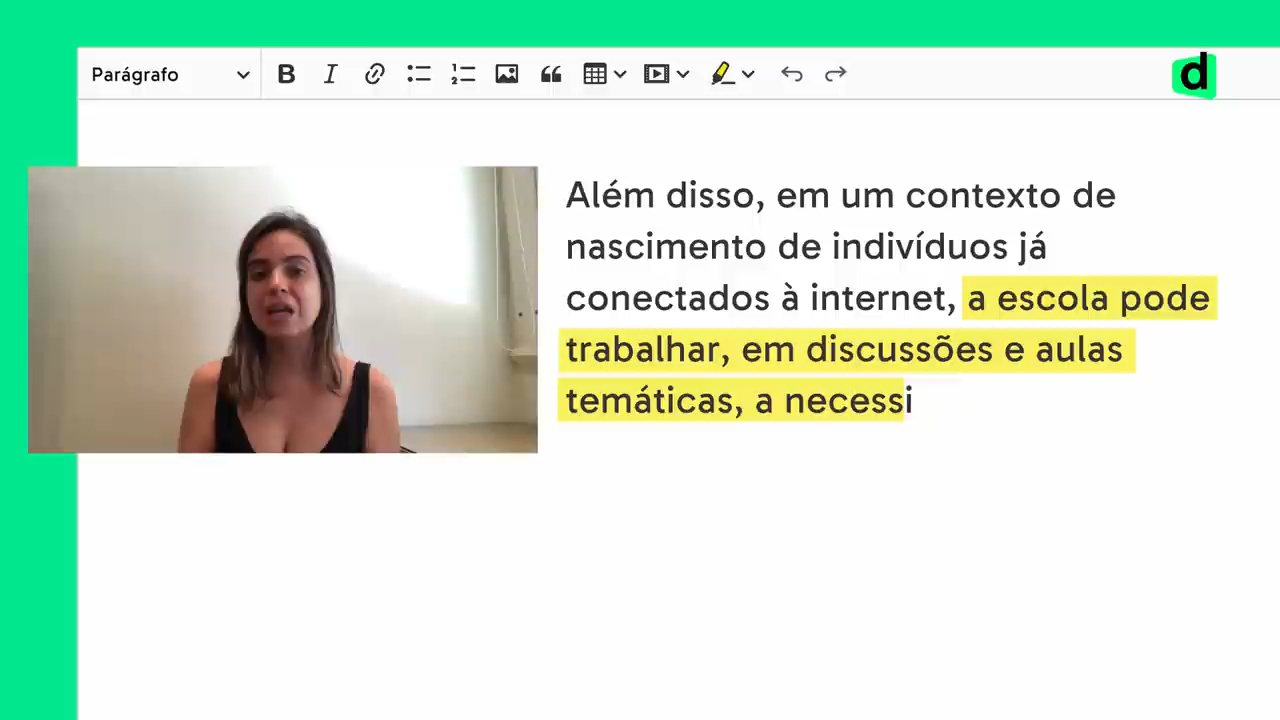 Parágrafo
B
I
d
Além disso, em um contexto de
nascimento de indivíduos já
conectados à internet, a escola pode
trabalhar, em discussões e aulas
temáticas, a necessi